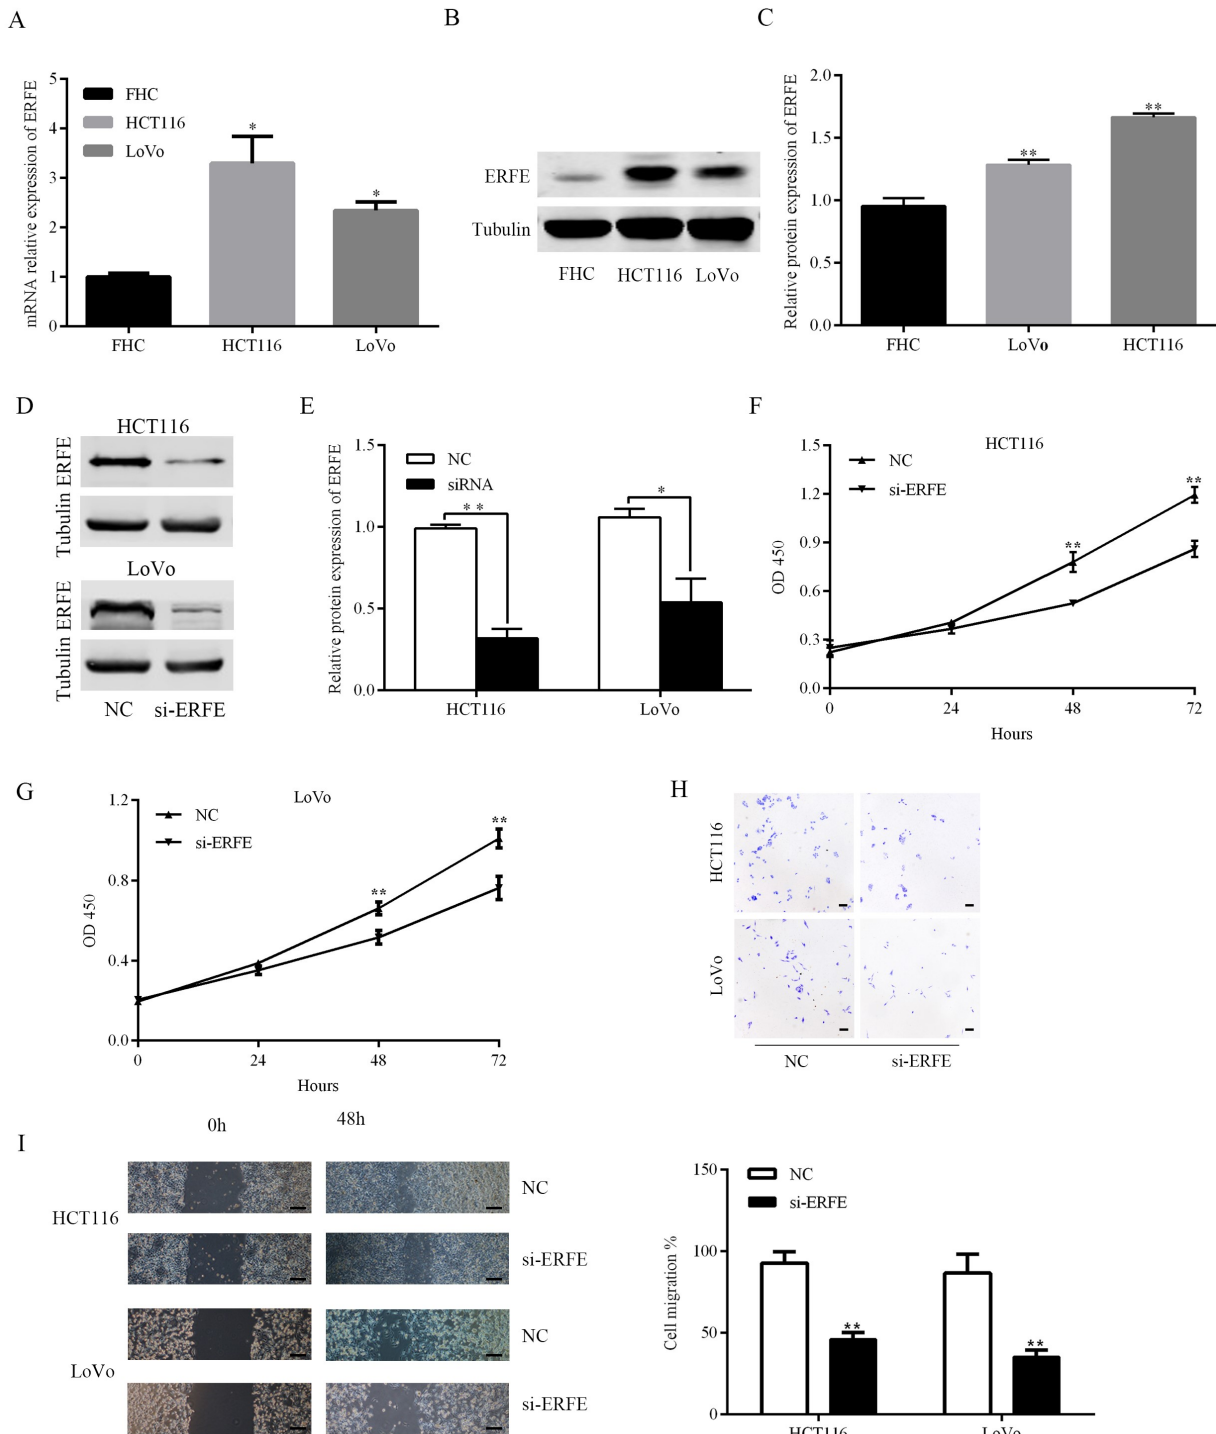 A
mRNA relative expression of ERFE
5
4
3
2
1
0
FHC
HCT116
LoVo
*
*
FHC
HCT116
LoVo
B
ERFE
Tubulin
FHC
HCT116
LoVo
C
Relative protein expression of ERFE
2.0
1.5
1.0
0.5
0.0
**
**
FHC
LoVo
HCT116
D
HCT116
ERFE
Tubulin
LoVo
ERFE
Tubulin
NC
si-ERFE
E
Relative protein expression of ERFE
1.5
1.0
0.5
0.0
NC
siRNA
**
*
HCT116
LoVo
F
HCT116
OD 450
1.5
1.2
0.9
0.6
0.3
0.0
NC
si-ERFE
**
**
0
24
48
72
Hours
G
LoVo
OD 450
1.2
0.8
0.4
0.0
NC
si-ERFE
**
**
0
24
48
72
Hours
H
HCT116
LoVo
NC
si-ERFE
I
0h
48h
HCT116
NC
si-ERFE
LoVo
NC
si-ERFE
Cell migration %
150
100
50
0
NC
si-ERFE
**
**
HCT116
LoVo